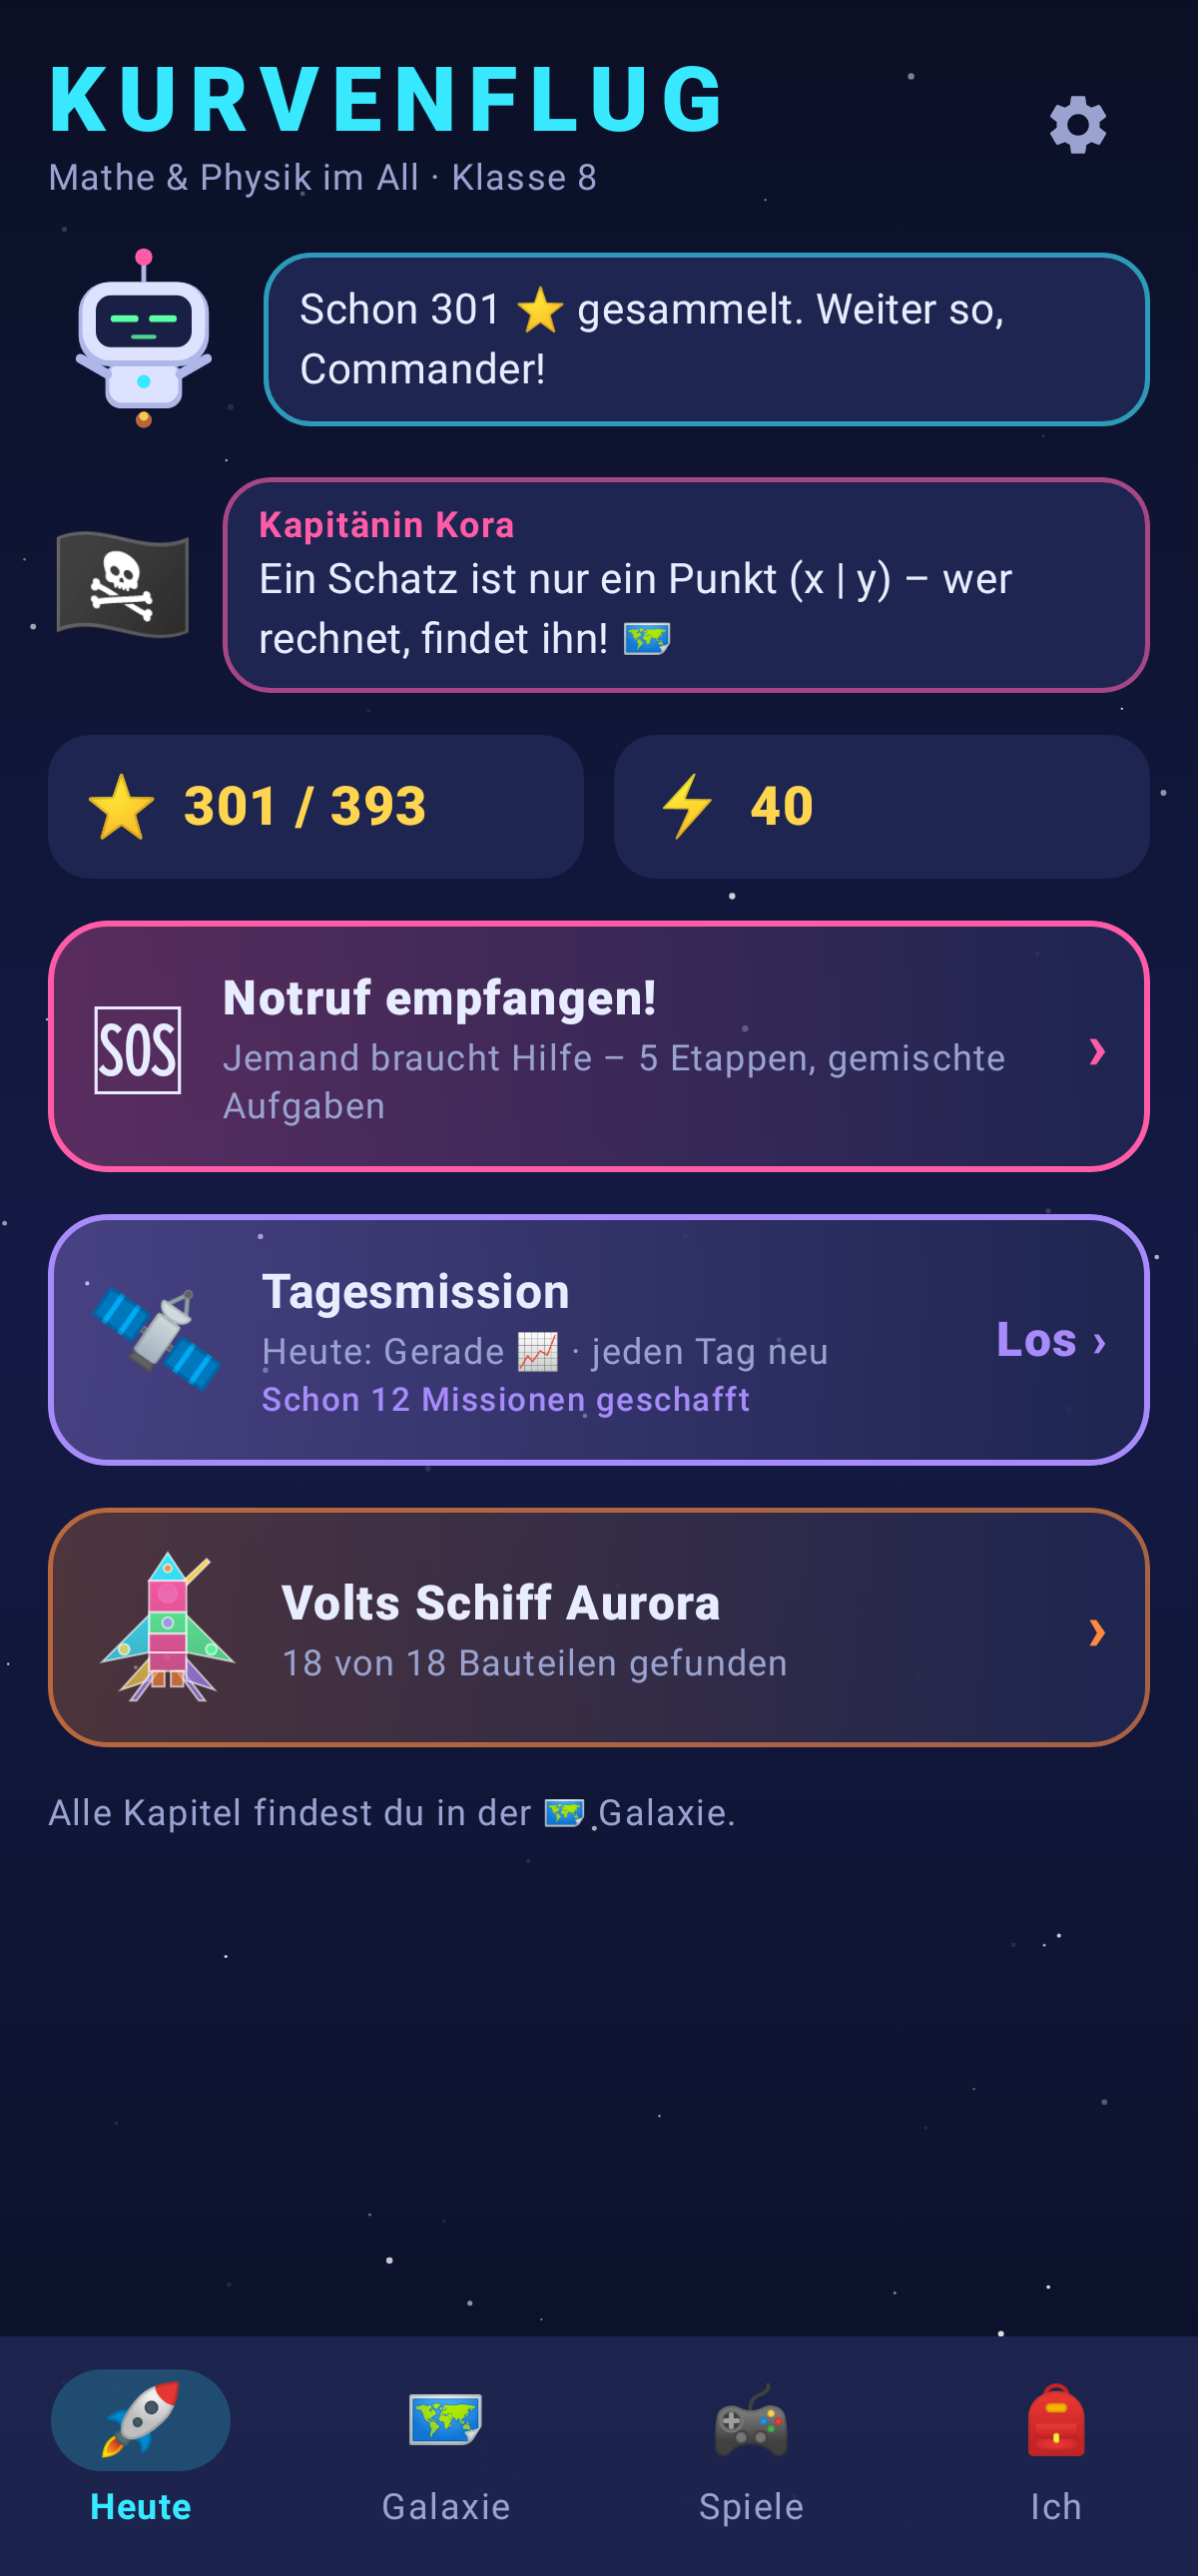 KURVENFLUG
Mathe & Physik im All · Klasse 8
Schon 301 ⭐ gesammelt. Weiter so,
Commander!
Kapitänin Kora
Ein Schatz ist nur ein Punkt (x | y) – wer
rechnet, findet ihn! 🗺️
⭐ 301 / 393
⚡ 40
SOS
Notruf empfangen!
Jemand braucht Hilfe – 5 Etappen, gemischte
Aufgaben
›
Tagesmission
Heute: Gerade 📈 · jeden Tag neu
Schon 12 Missionen geschafft
Los ›
Volts Schiff Aurora
18 von 18 Bauteilen gefunden
›
Alle Kapitel findest du in der 🗺️ Galaxie.
Heute
Galaxie
Spiele
Ich